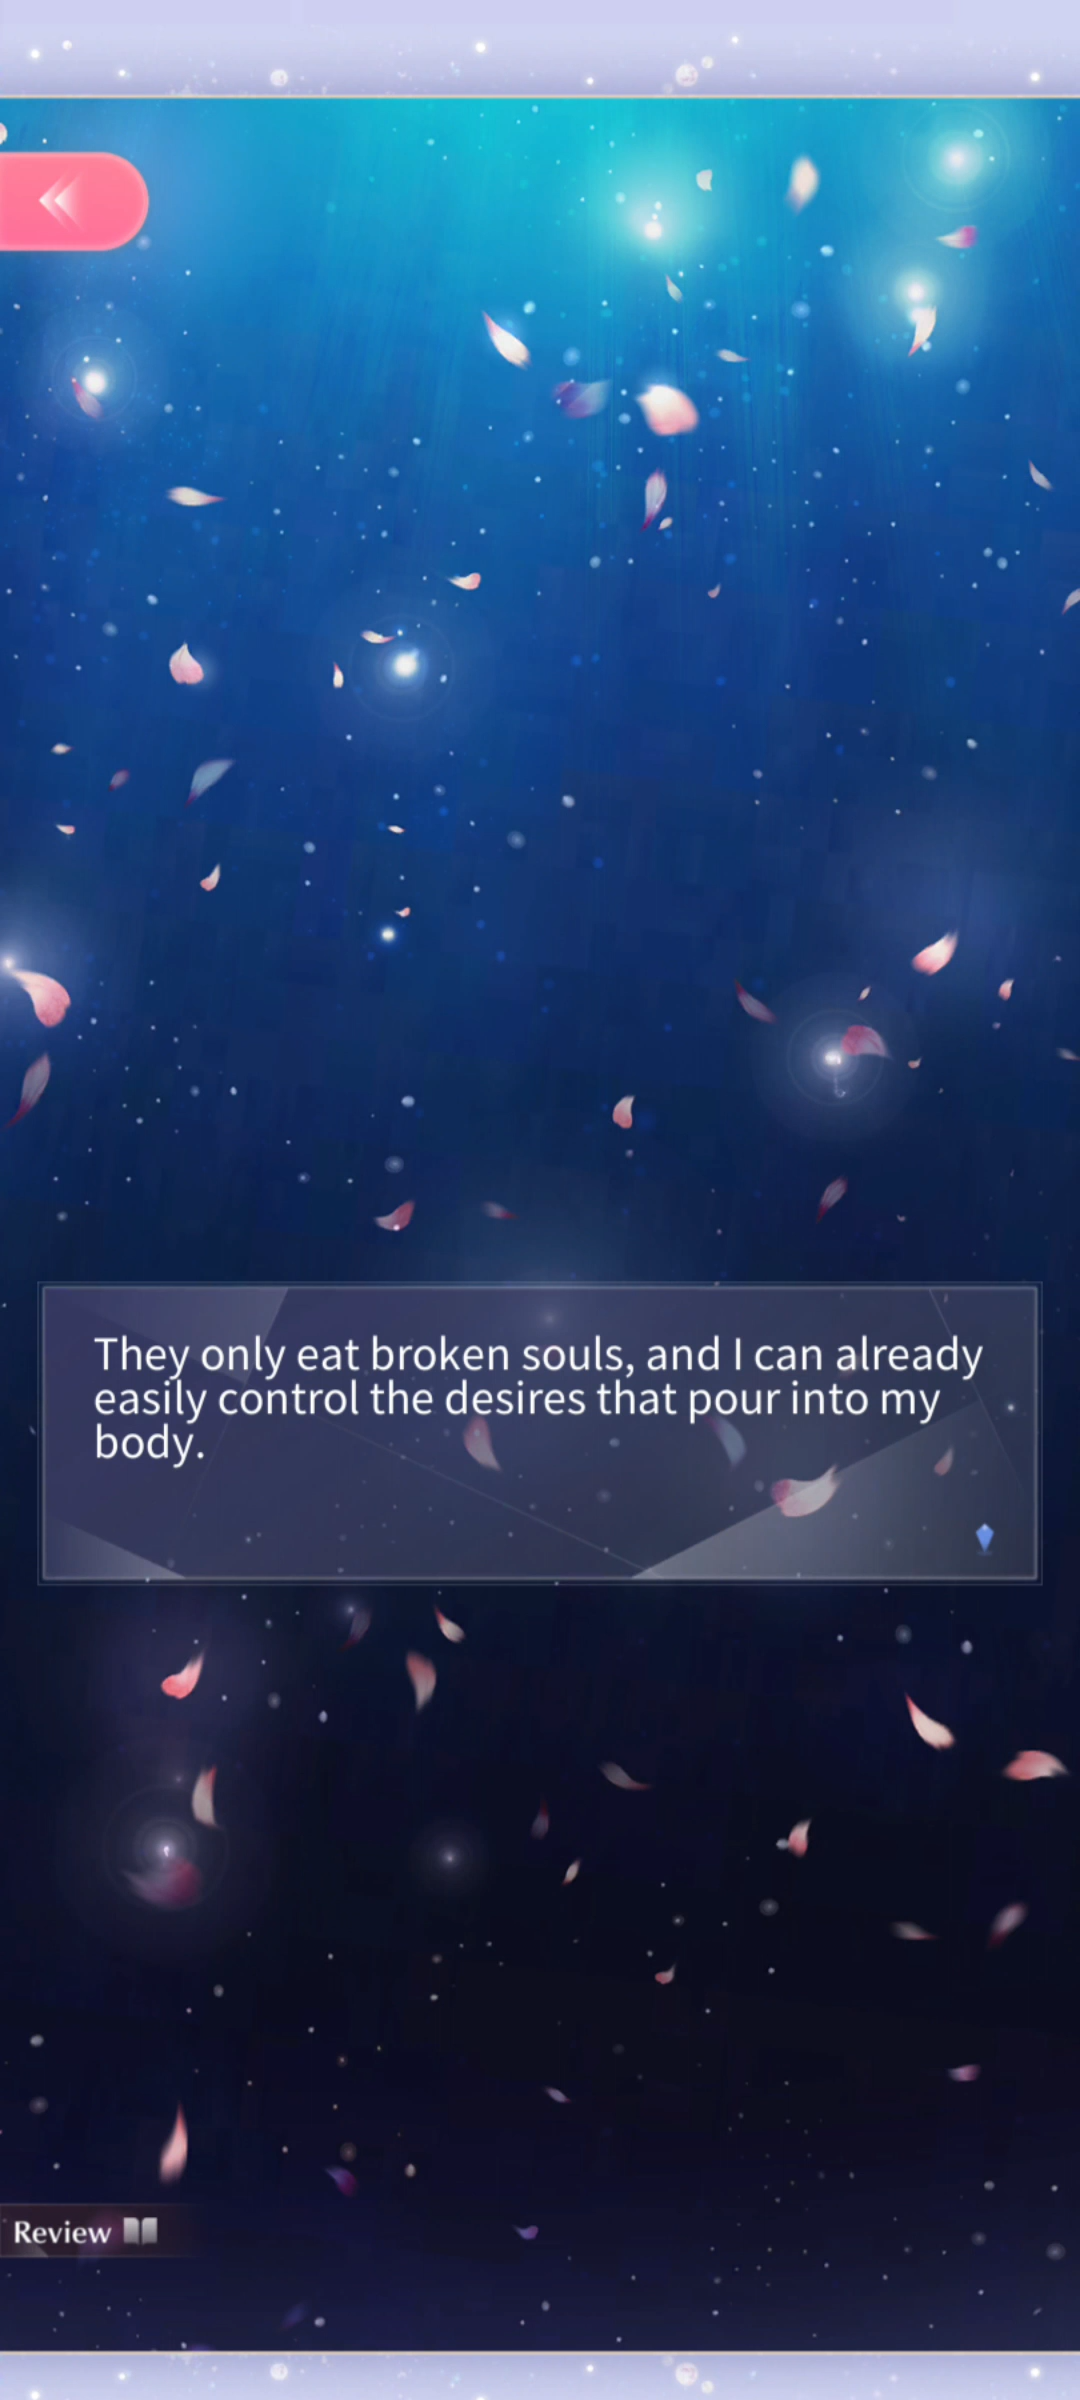 They only eat broken souls, and I can already
easily control the desires that pour into my
body.
Review